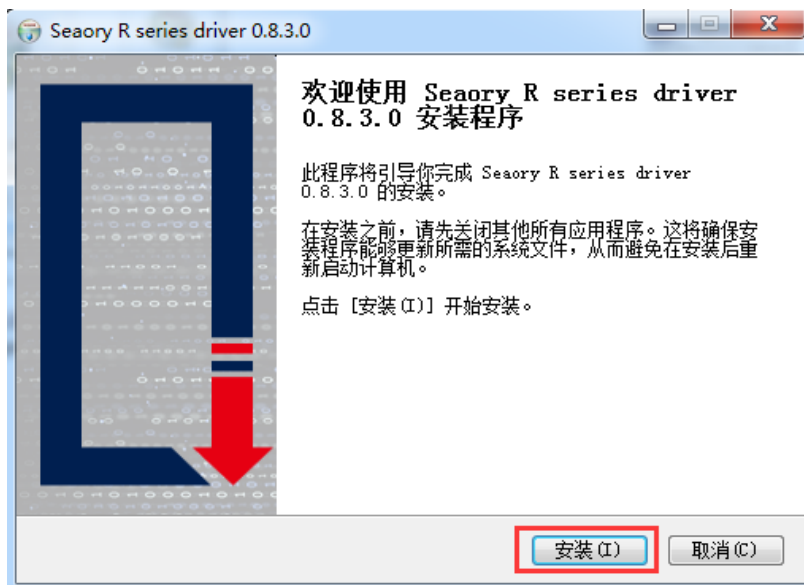 Seaory R series driver 0.8.3.0
欢迎使用 Seaory R series driver
0.8.3.0 安装程序
此程序将引导你完成 Seaory R series driver
0.8.3.0 的安装。
在安装之前，请先关闭其他所有应用程序。这将确保安
装程序能够更新所需的系统文件，从而避免在安装后重
新启动计算机。
点击 [安装(I)] 开始安装。
安装(I)
取消(C)